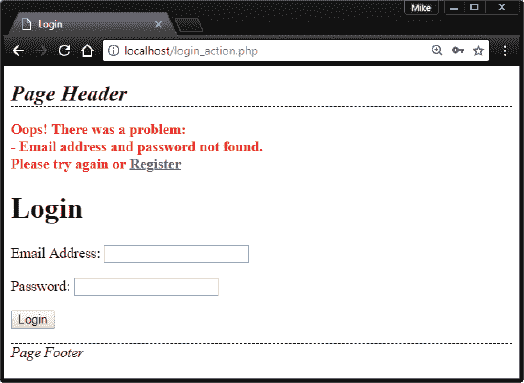 Mike
Login
localhost/login_action.php
Page Header
Oops! There was a problem:
- Email address and password not found.
Please try again or Register
Login
Email Address:
Password:
Login
Page Footer